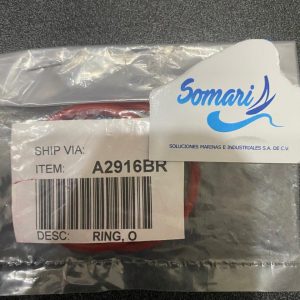 Somari
SOLUCIONES MARINAS E INDUSTRIALES S.A. DE C.V.
SHIP VIA:
ITEM: A2916BR
DESC: RING, O